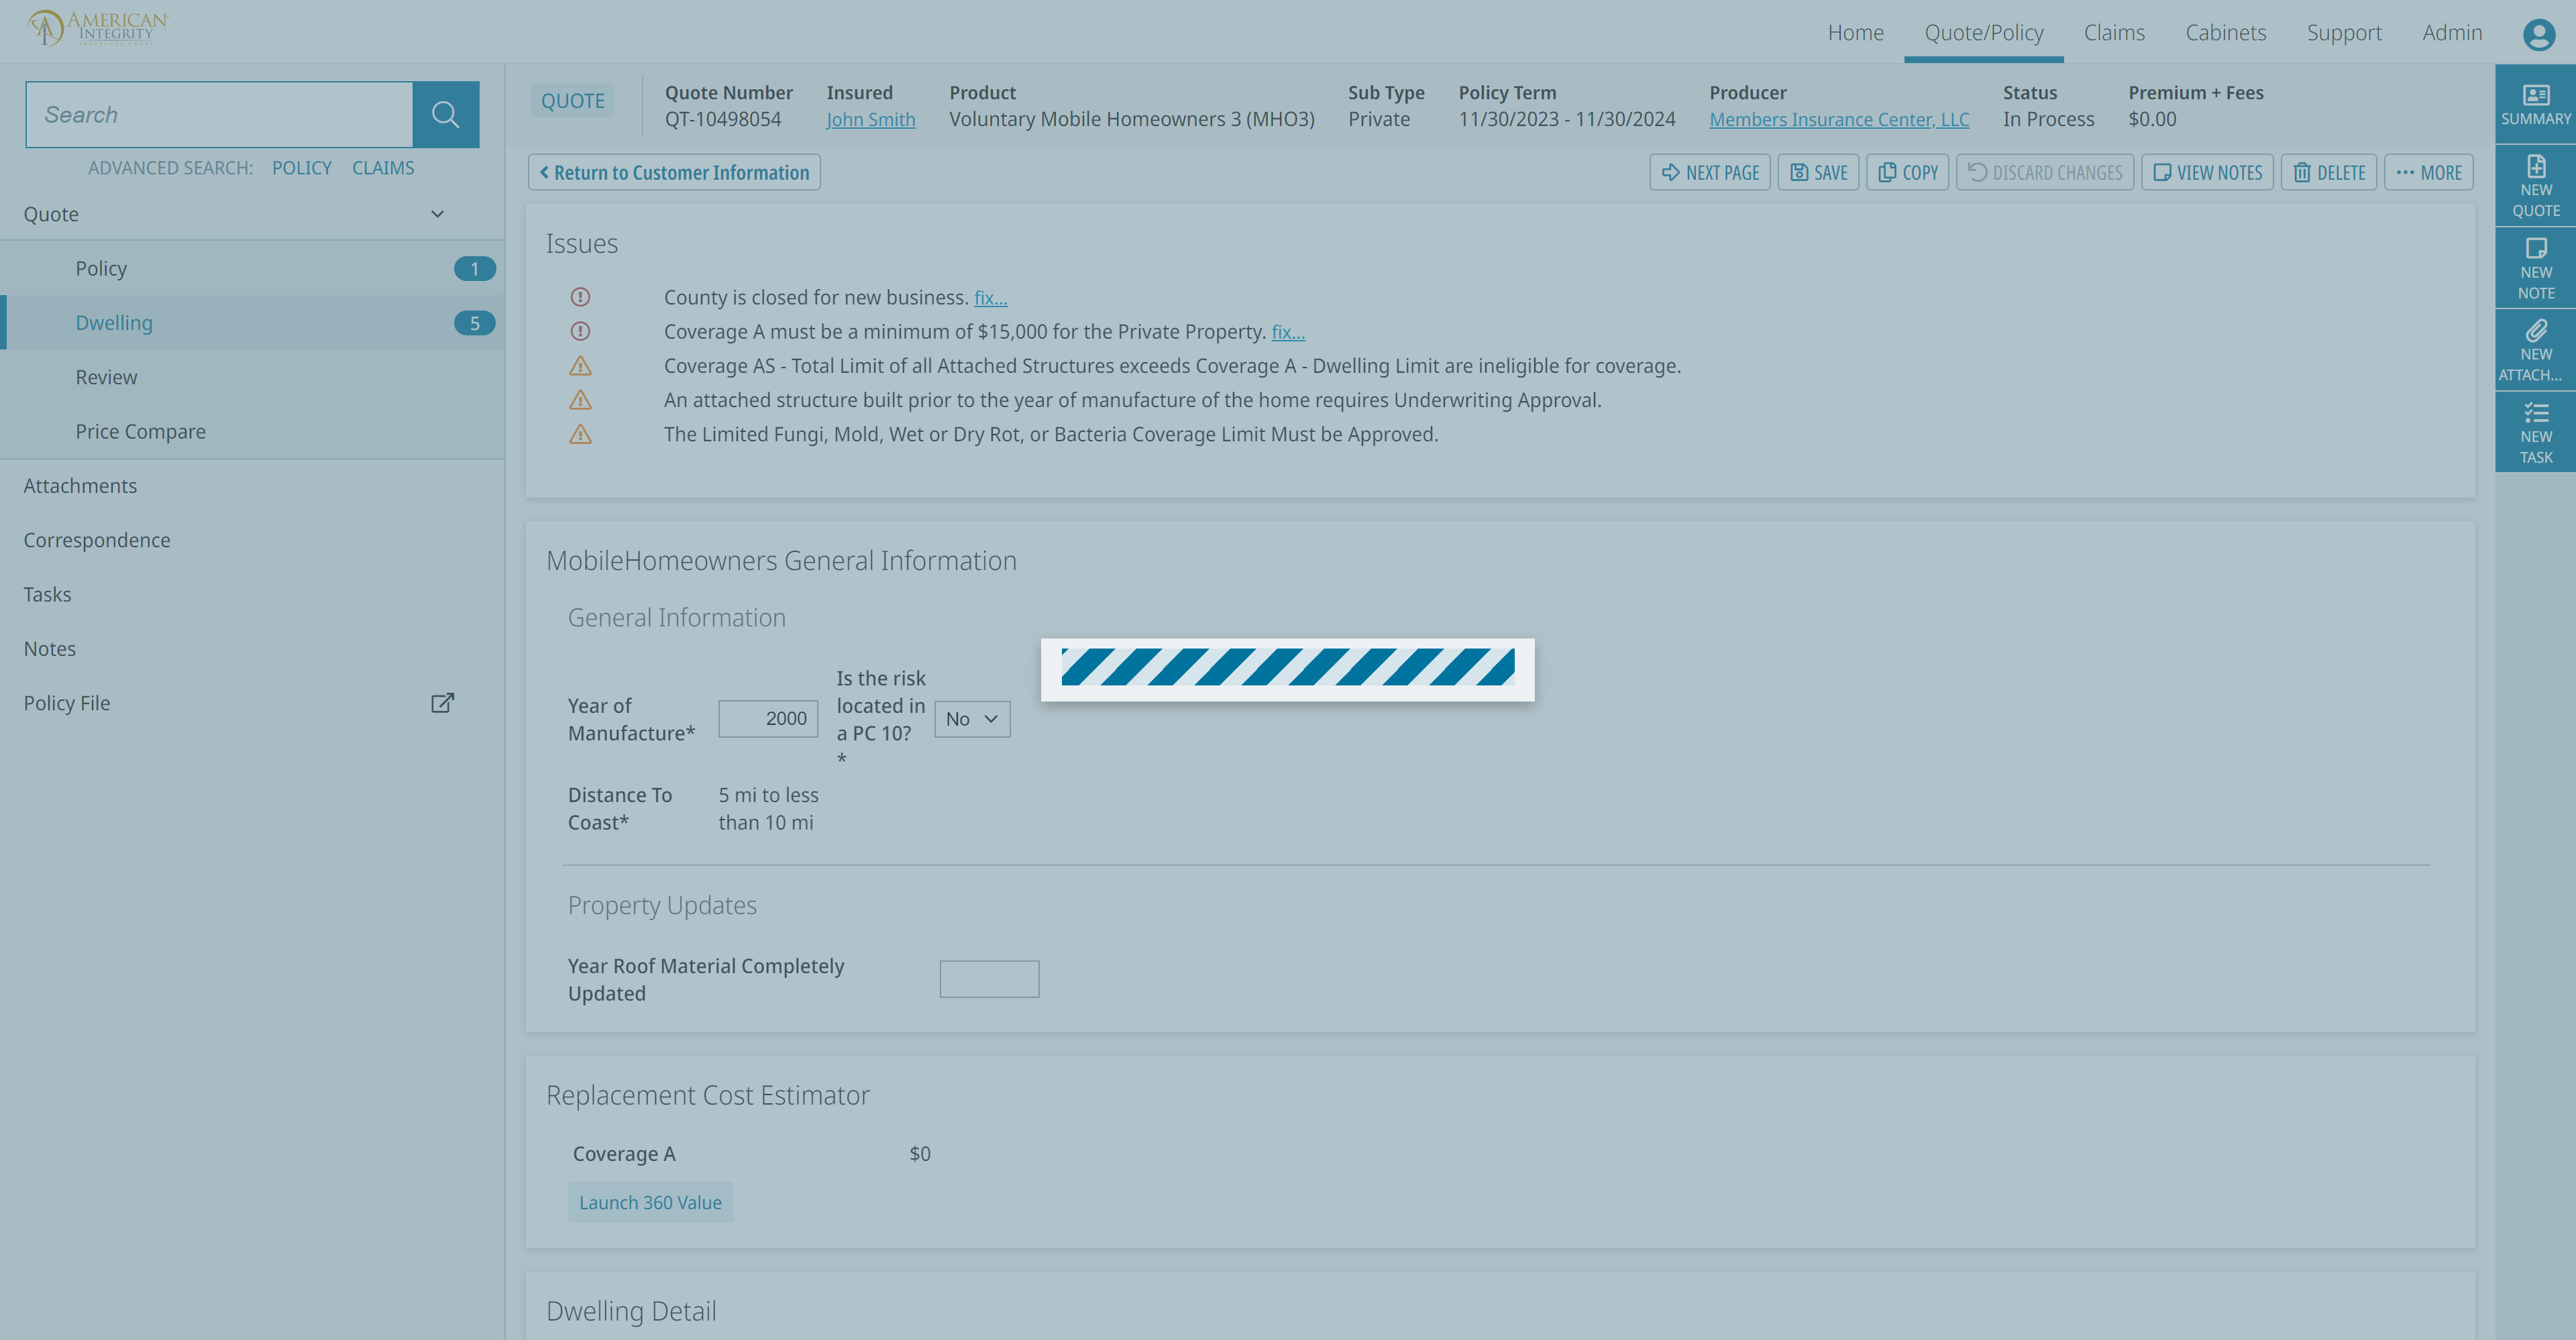 AMERICAN
INTEGRITY
Home Quote/Policy Claims Cabinets Support Admin
Search
ADVANCED SEARCH: POLICY CLAIMS
Quote
Policy 1
Dwelling 5
Review
Price Compare
Attachments
Correspondence
Tasks
Notes
Policy File
QUOTE
Quote Number Insured Product Sub Type Policy Term Producer Status Premium + Fees
QT-10498054 John Smith Voluntary Mobile Homeowners 3 (MHO3) Private 11/30/2023 - 11/30/2024 Members Insurance Center, LLC In Process $0.00
Return to Customer Information
NEXT PAGE SAVE COPY DISCARD CHANGES VIEW NOTES DELETE MORE
Issues
County is closed for new business. fix...
Coverage A must be a minimum of $15,000 for the Private Property. fix...
Coverage AS - Total Limit of all Attached Structures exceeds Coverage A - Dwelling Limit are ineligible for coverage.
An attached structure built prior to the year of manufacture of the home requires Underwriting Approval.
The Limited Fungi, Mold, Wet or Dry Rot, or Bacteria Coverage Limit Must be Approved.
MobileHomeowners General Information
General Information
Year of
Manufacture*
2000
Is the risk
located in
a PC 10?
*
No
Distance To
Coast*
5 mi to less
than 10 mi
Property Updates
Year Roof Material Completely
Updated
Replacement Cost Estimator
Coverage A $0
Launch 360 Value
Dwelling Detail
SUMMARY
NEW
QUOTE
NEW
NOTE
NEW
ATTACH...
NEW
TASK